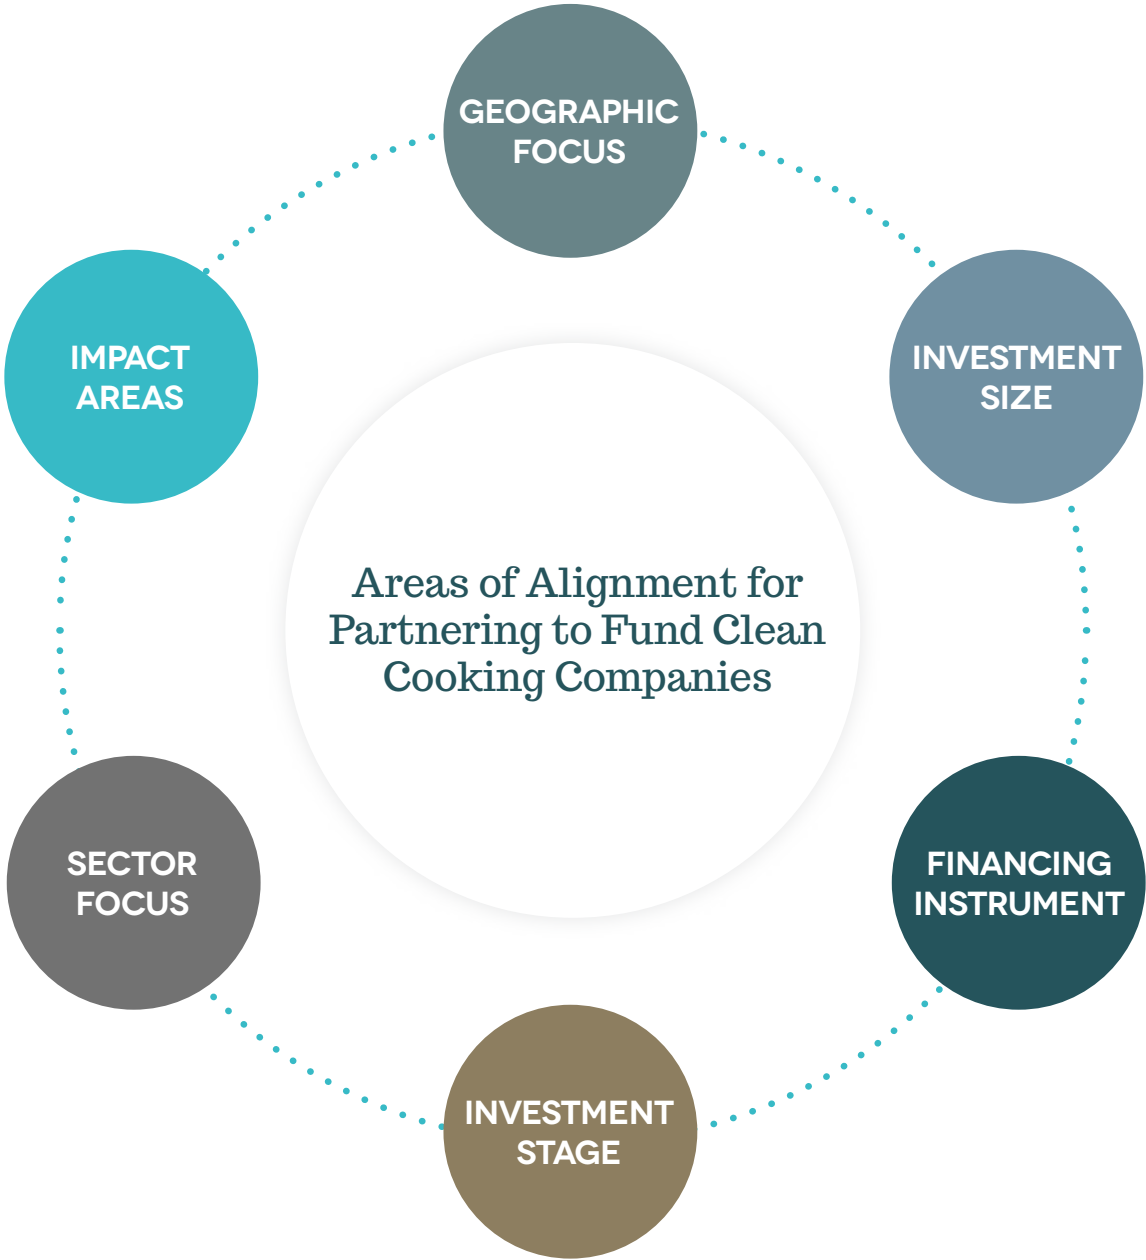 GEOGRAPHIC
FOCUS
INVESTMENT
SIZE
FINANCING
INSTRUMENT
INVESTMENT
STAGE
SECTOR
FOCUS
IMPACT
AREAS
Areas of Alignment for
Partnering to Fund Clean
Cooking Companies